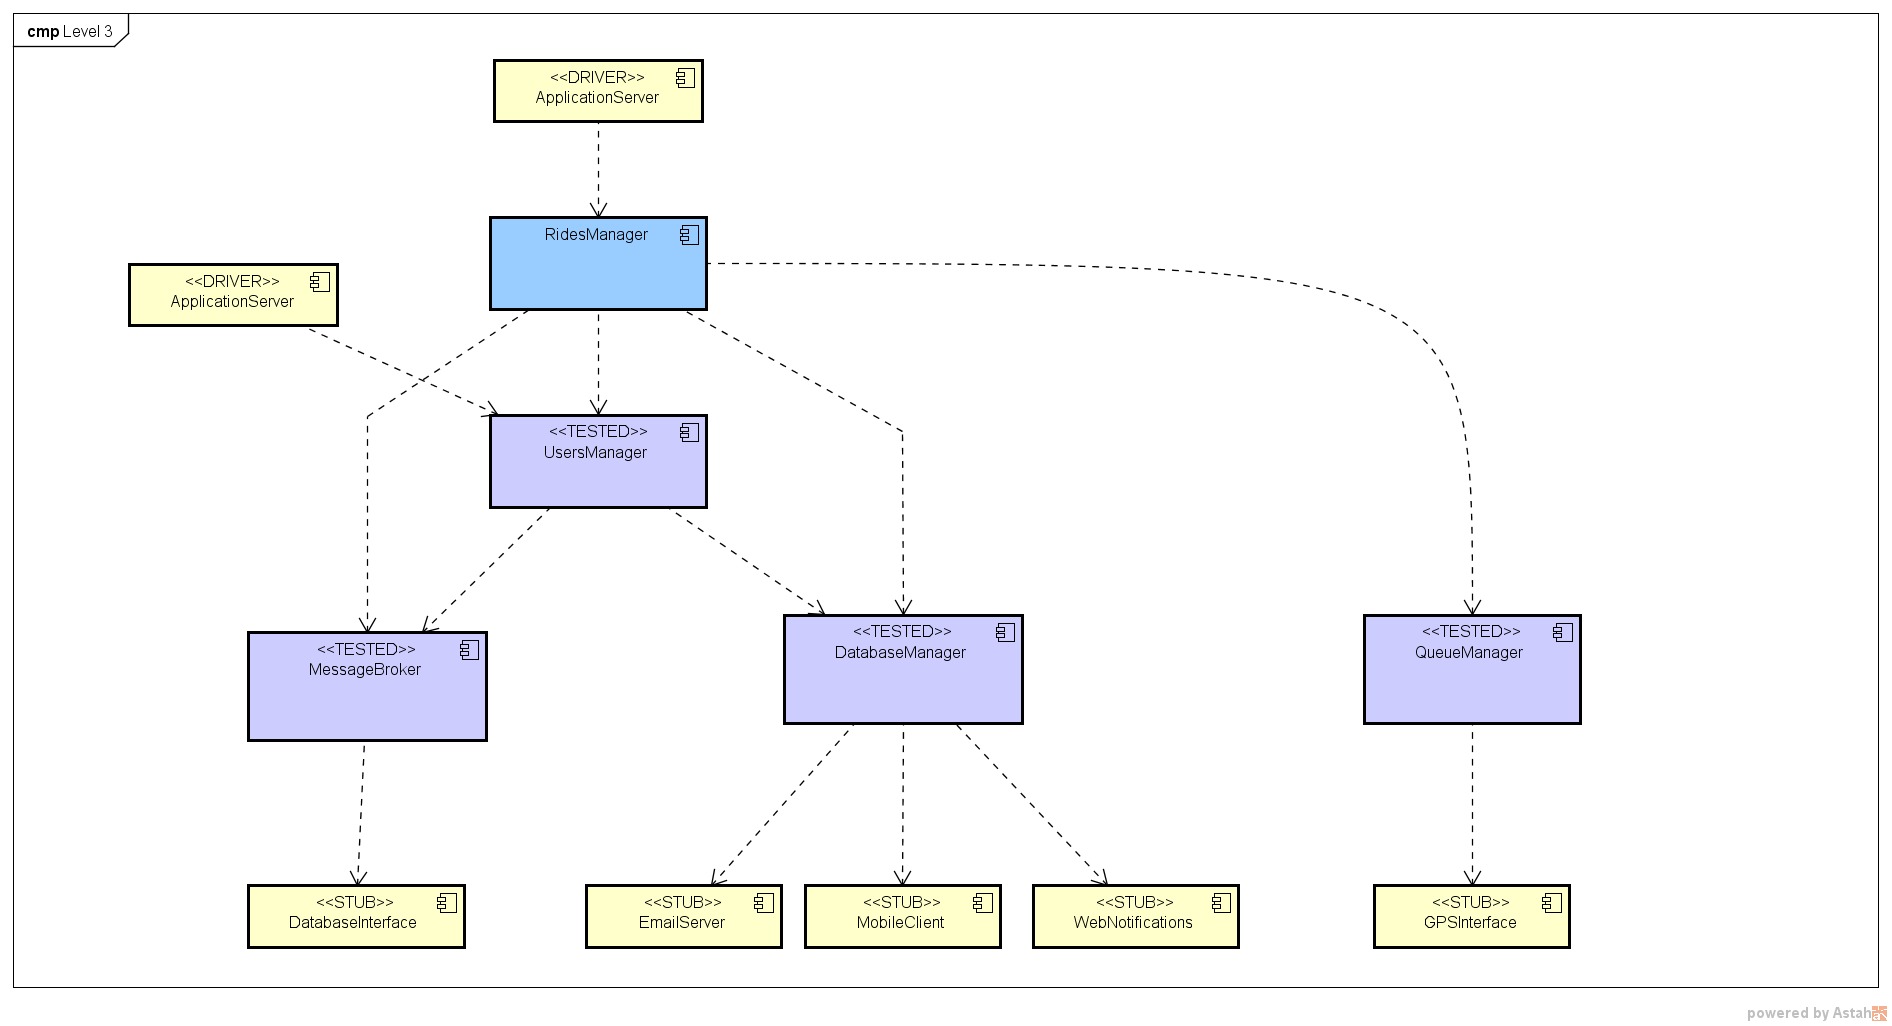 cmp Level 3
<<DRIVER>>
ApplicationServer
RidesManager
<<DRIVER>>
ApplicationServer
<<TESTED>>
UsersManager
<<TESTED>>
MessageBroker
<<TESTED>>
DatabaseManager
<<TESTED>>
QueueManager
<<STUB>>
DatabaseInterface
<<STUB>>
EmailServer
<<STUB>>
MobileClient
<<STUB>>
WebNotifications
<<STUB>>
GPSInterface
powered by Astah